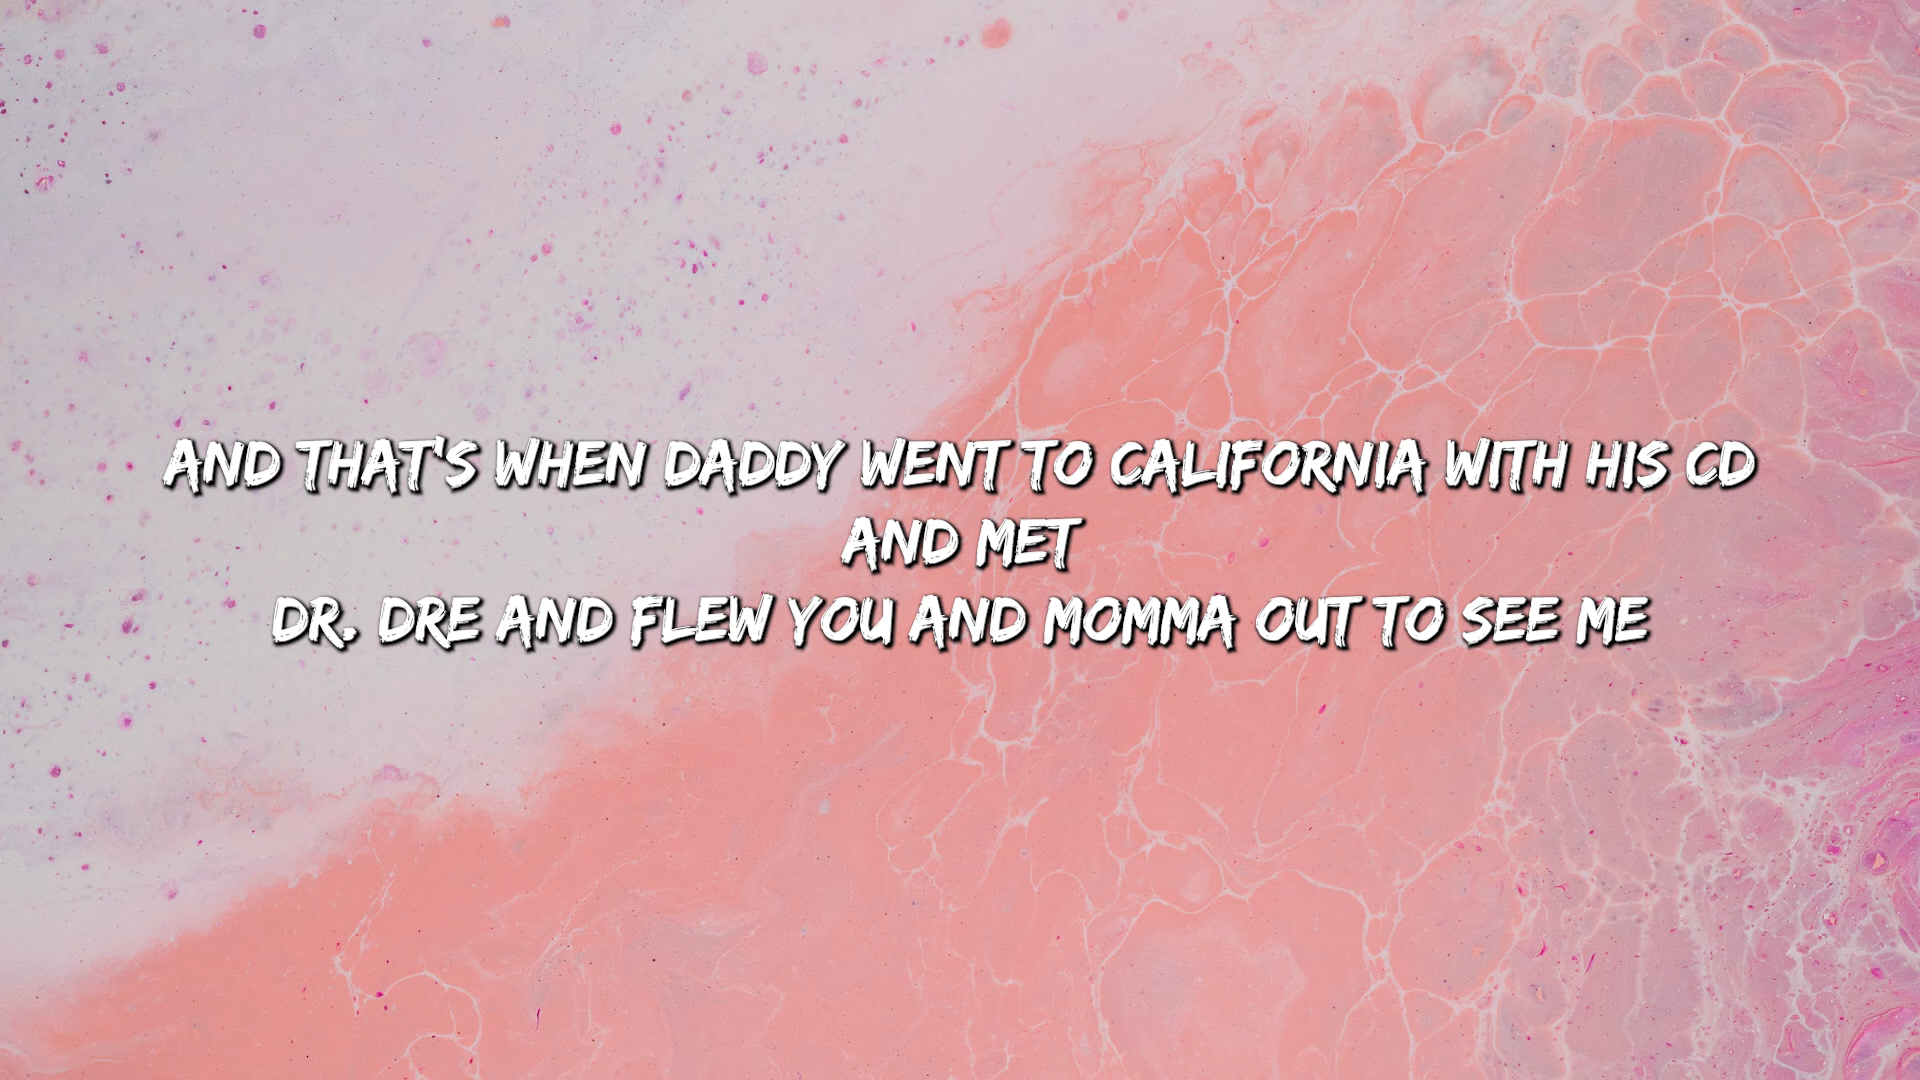 AND THAT'S WHEN DADDY WENT TO CALIFORNIA WITH HIS CD
AND MET
DR. DRE AND FLEW YOU AND MOMMA OUT TO SEE ME